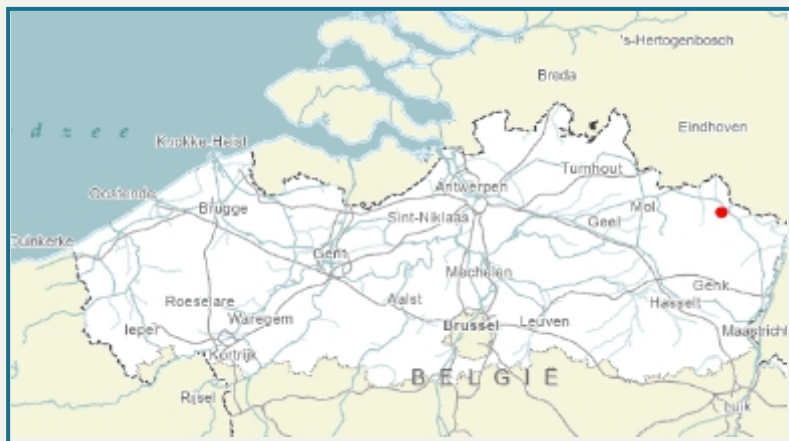 's-Hertogenbosch
Breda
d z e e
Eindhoven
Knokke-Heist
Turnhout
Oostende
Antwerpen
Mol
Brugge
Sint-Niklaas
Geel
Duinkerke
Gent
Mechelen
Genk
Roeselare
Aalst
Hasselt
Ieper
Waregem
Brussel
Leuven
Maastricht
Kortrijk
BELGIË
Rijsel
Luik